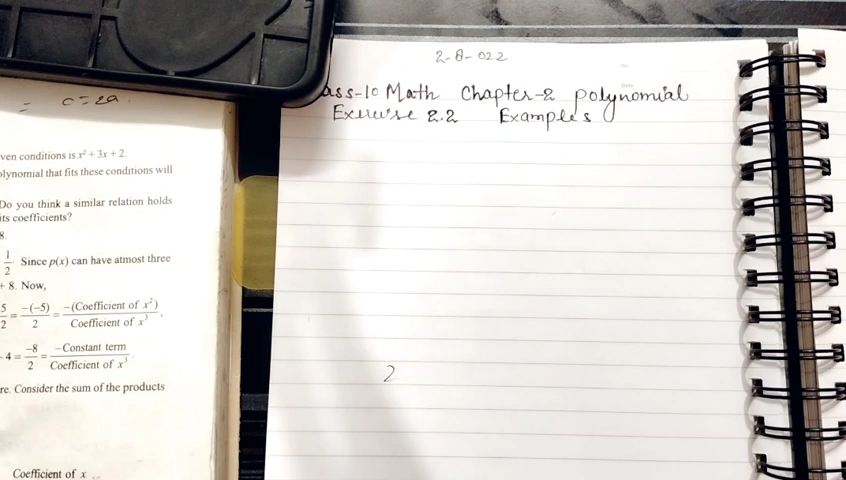 = c = 2a.
ven conditions is x² + 3x + 2
olynomial that fits these conditions will
Do you think a similar relation holds
its coefficients?
8.
1/2. Since p(x) can have atmost three
+ 8. Now,
5/2 = -(-5)/2 = -(Coefficient of x²)/Coefficient of x³,
-4 = -8/2 = -Constant term/Coefficient of x³.
re. Consider the sum of the products
Coefficient of x
2-8-022
ass-10 Math Chapter-2 polynomial
Exercise 2.2 Examples
2